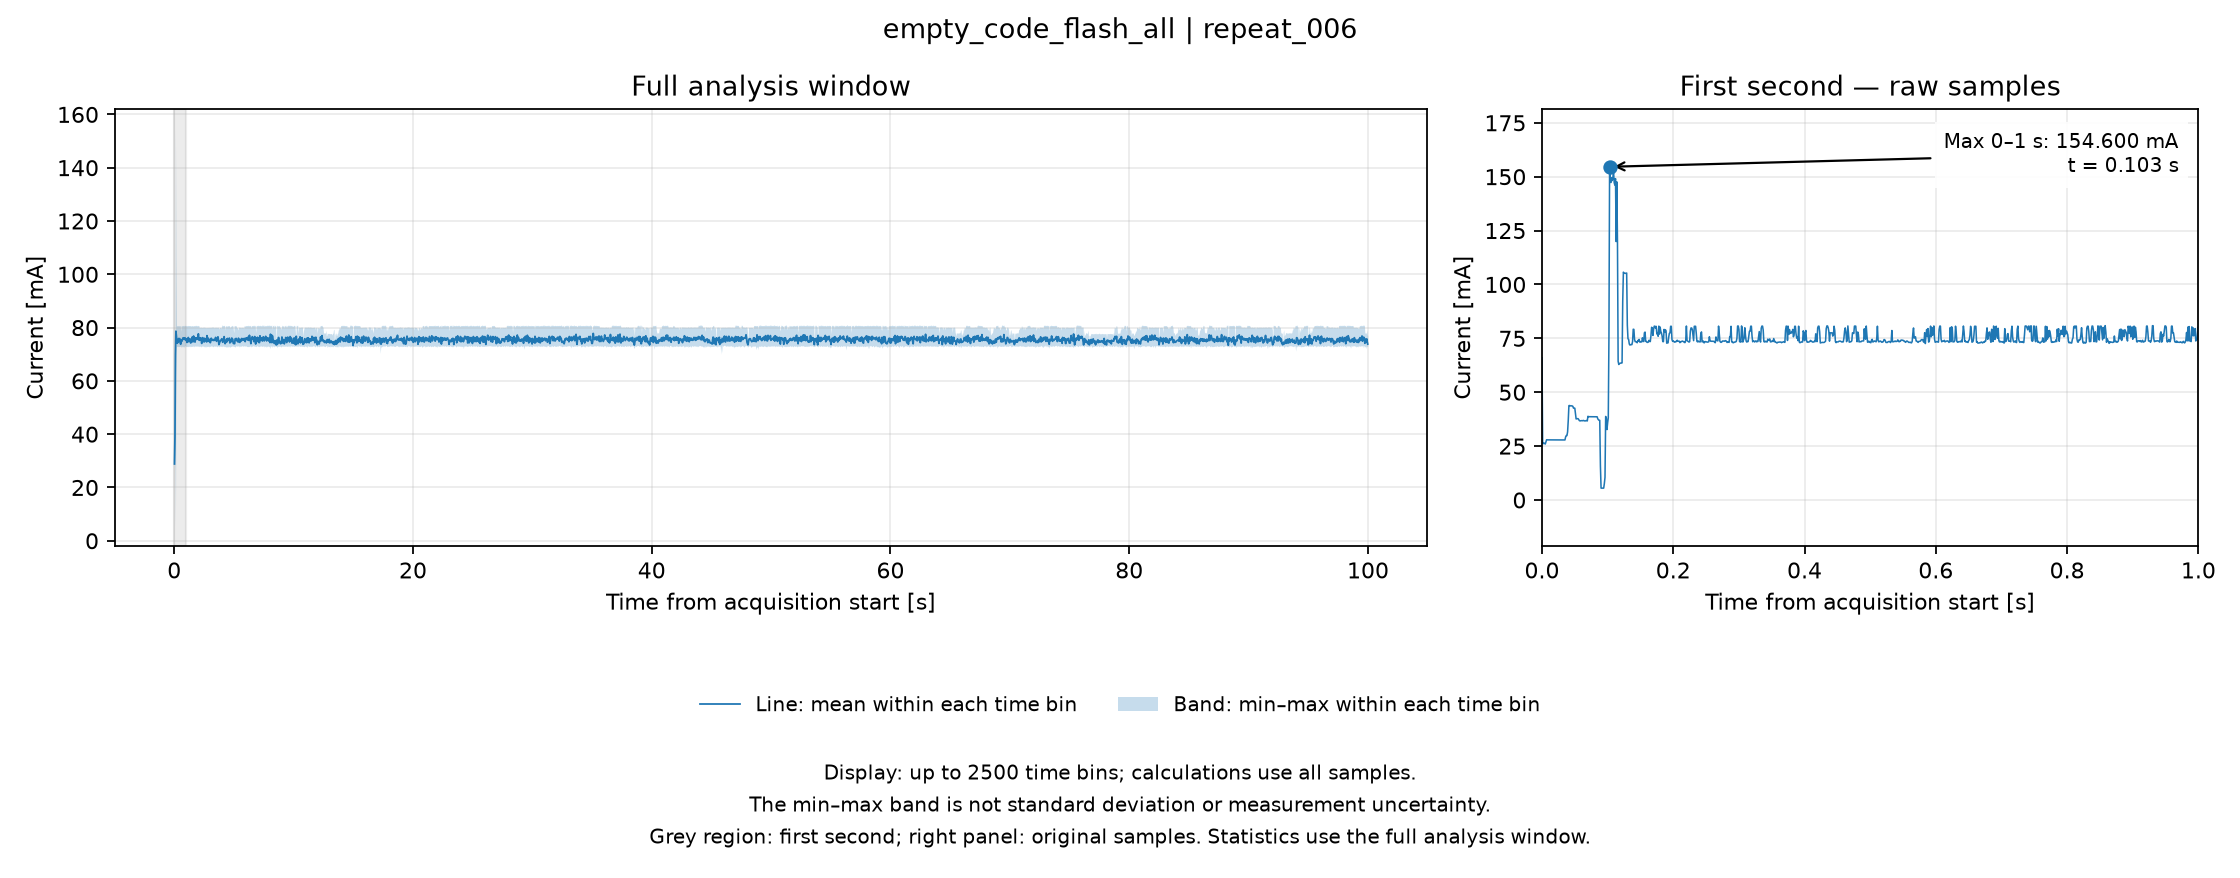 empty_code_flash_all | repeat_006
Full analysis window
160
140
120
100
80
60
40
20
0
Current [mA]
0
20
40
60
80
100
Time from acquisition start [s]
First second — raw samples
175
150
125
100
75
50
25
0
Current [mA]
Max 0–1 s: 154.600 mA
t = 0.103 s
0.0
0.2
0.4
0.6
0.8
1.0
Time from acquisition start [s]
Line: mean within each time bin
Band: min–max within each time bin
Display: up to 2500 time bins; calculations use all samples.
The min–max band is not standard deviation or measurement uncertainty.
Grey region: first second; right panel: original samples. Statistics use the full analysis window.